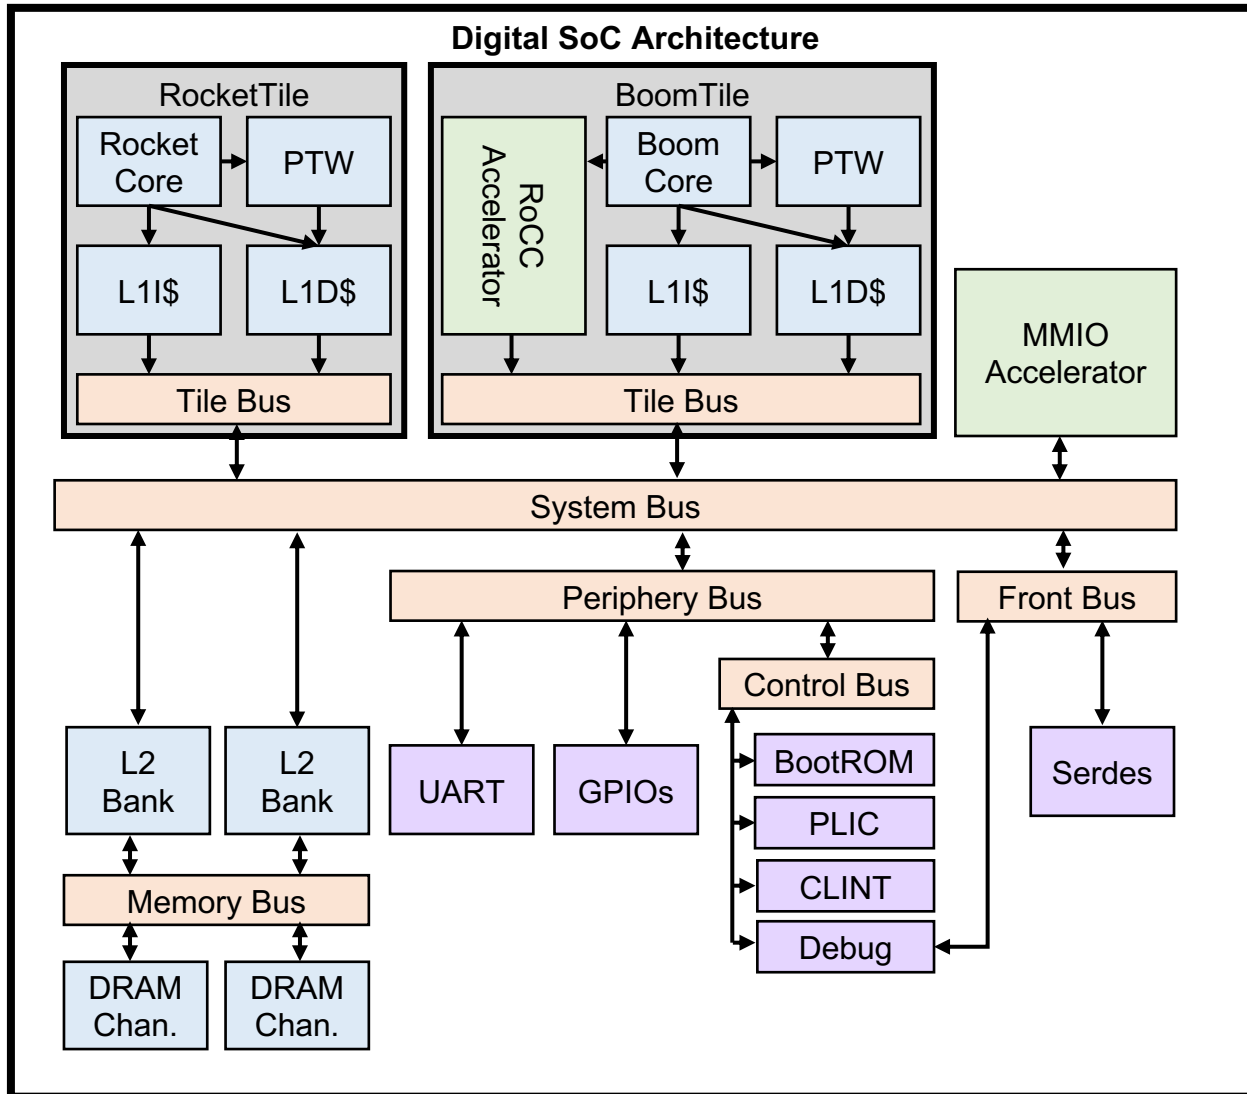 Digital SoC Architecture
RocketTile
Rocket
Core
PTW
L1I$
L1D$
Tile Bus
BoomTile
RoCC
Accelerator
Boom
Core
PTW
L1I$
L1D$
Tile Bus
MMIO
Accelerator
System Bus
Periphery Bus
Front Bus
Control Bus
L2
Bank
L2
Bank
UART
GPIOs
BootROM
PLIC
CLINT
Debug
Serdes
Memory Bus
DRAM
Chan.
DRAM
Chan.